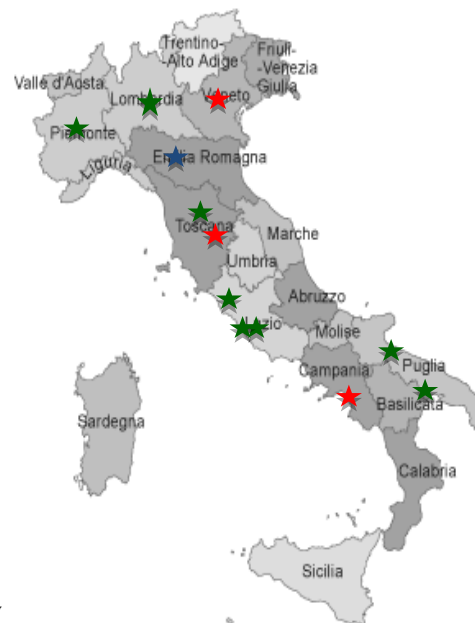 Trentino-
-Alto Adige
Friuli-
-Venezia
Giulia
Valle d'Aosta
Lombardia
Veneto
Piemonte
Liguria
Emilia Romagna
Toscana
Marche
Umbria
Abruzzo
Lazio
Molise
Campania
Puglia
Basilicata
Sardegna
Calabria
Sicilia